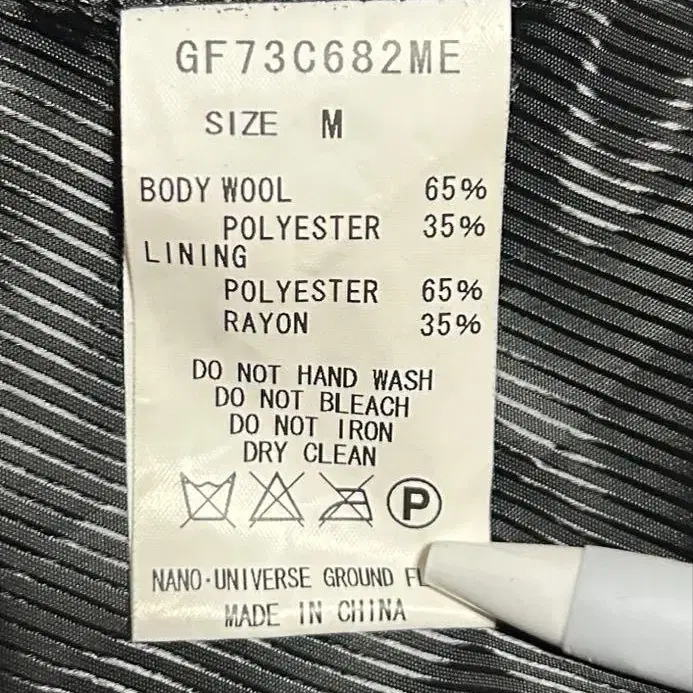 GF73C682ME
SIZE M
BODY WOOL 65%
POLYESTER 35%
LINING
POLYESTER 65%
RAYON 35%
DO NOT HAND WASH
DO NOT BLEACH
DO NOT IRON
DRY CLEAN
P
NANO·UNIVERSE GROUND
MADE IN CHINA